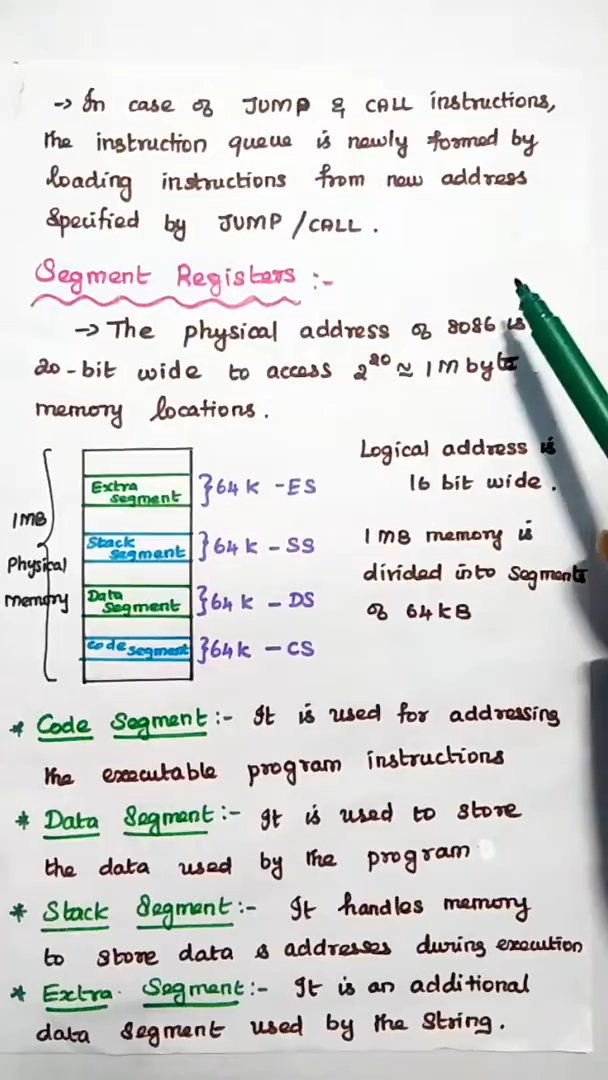 → In case of JUMP & CALL instructions,
the instruction queue is newly formed by
loading instructions from new address
Specified by JUMP / CALL.
Segment Registers :-
→ The physical address of 8086 is
20-bit wide to access 2²⁰ ≈ 1M byte
memory locations.
Logical address is
16 bit wide.
1 MB memory is
divided into segments
of 64 kB
1MB
Physical
memory
Extra
segment
}64 K - ES
Stack
segment
}64 K - SS
Data
segment
}64 K - DS
Code segment
}64K - CS
* Code Segment :- It is used for addressing
the executable program instructions
* Data Segment :- It is used to store
the data used by the program
* Stack Segment :- It handles memory
to store data & addresses during execution
* Extra Segment :- It is an additional
data segment used by the string.